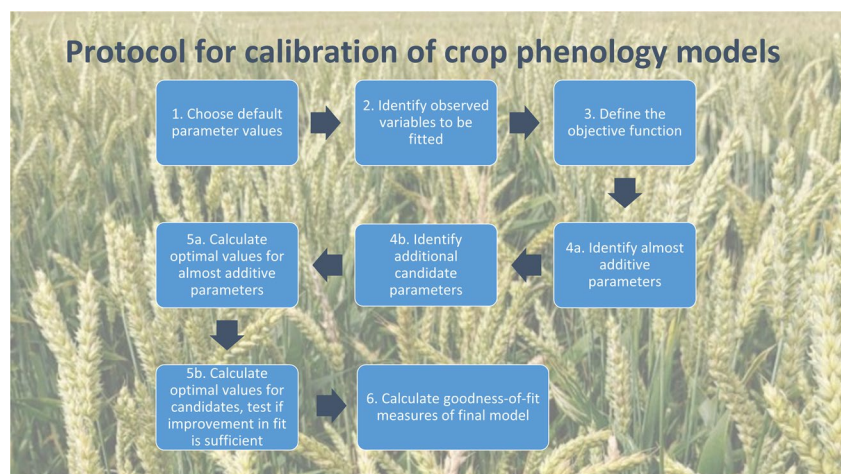 Protocol for calibration of crop phenology models
1. Choose default
parameter values
2. Identify observed
variables to be
fitted
3. Define the
objective function
4a. Identify almost
additive
parameters
4b. Identify
additional
candidate
parameters
5a. Calculate
optimal values for
almost additive
parameters
5b. Calculate
optimal values for
candidates, test if
improvement in fit
is sufficient
6. Calculate goodness-of-fit
measures of final model